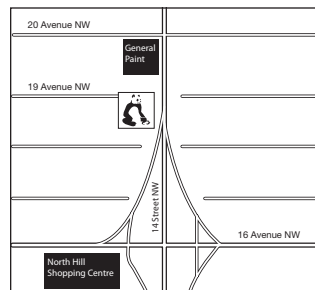 20 Avenue NW
General
Paint
19 Avenue NW
14 Street NW
16 Avenue NW
North Hill
Shopping Centre